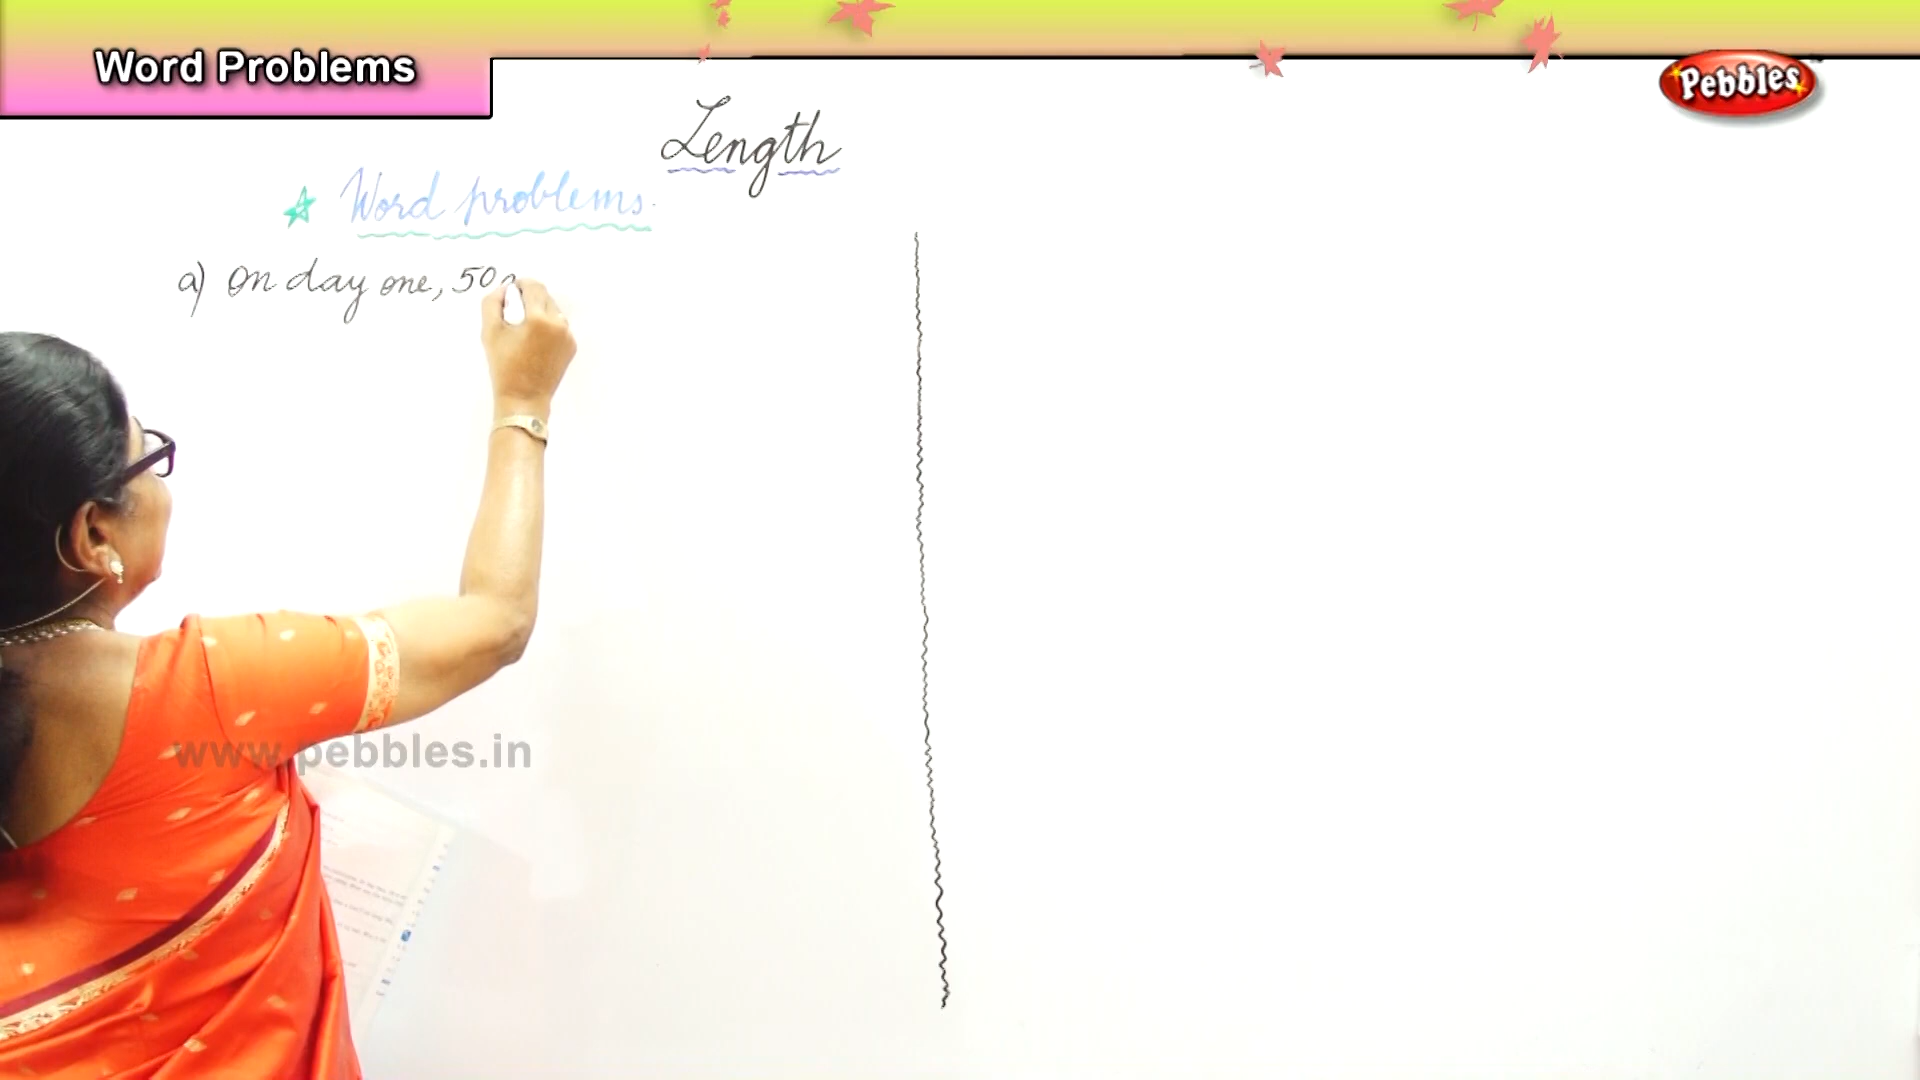 Word Problems
Pebbles
Length
Word problems.
a) On day one, 50
www.pebbles.in